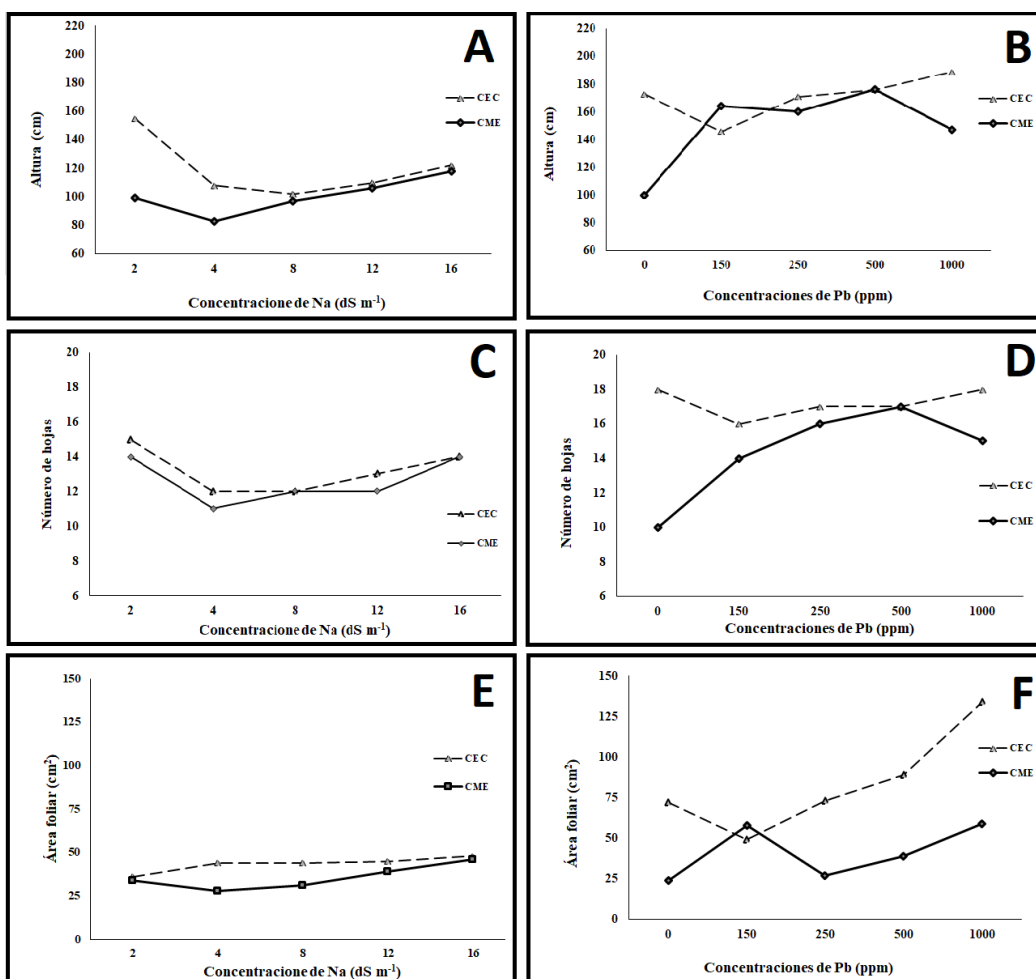 A
220
200
180
160
140
120
100
80
60
Altura (cm)
CEC
CME
2 4 8 12 16
Concentracione de Na (dS m-1)
B
220
200
180
160
140
120
100
80
60
Altura (cm)
CEC
CME
0 150 250 500 1000
Concentraciones de Pb (ppm)
C
20
18
16
14
12
10
8
6
Número de hojas
CEC
CME
2 4 8 12 16
Concentracione de Na (dS m-1)
D
20
18
16
14
12
10
8
6
Número de hojas
CEC
CME
0 150 250 500 1000
Concentraciones de Pb (ppm)
E
150
125
100
75
50
25
0
Área foliar (cm²)
CEC
CME
2 4 8 12 16
Concentracione de Na (dS m-1)
F
150
125
100
75
50
25
0
Área foliar (cm²)
CEC
CME
0 150 250 500 1000
Concentraciones de Pb (ppm)